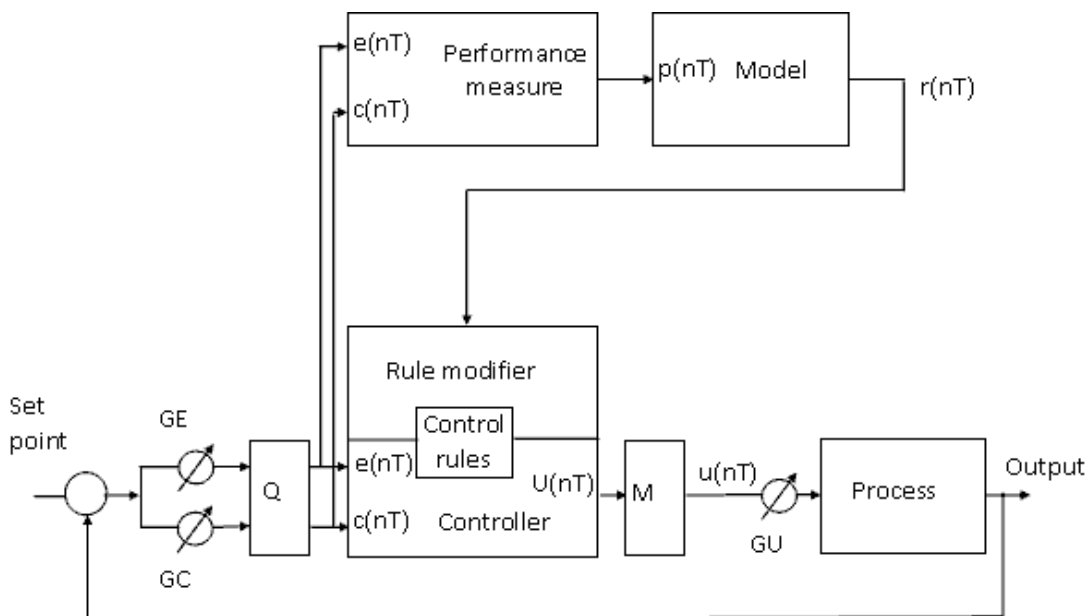 e(nT)
Performance
measure
c(nT)
p(nT)
Model
r(nT)
Rule modifier
Set
point
GE
Control
rules
Q
e(nT)
U(nT)
M
u(nT)
Process
Output
c(nT)
Controller
GC
GU